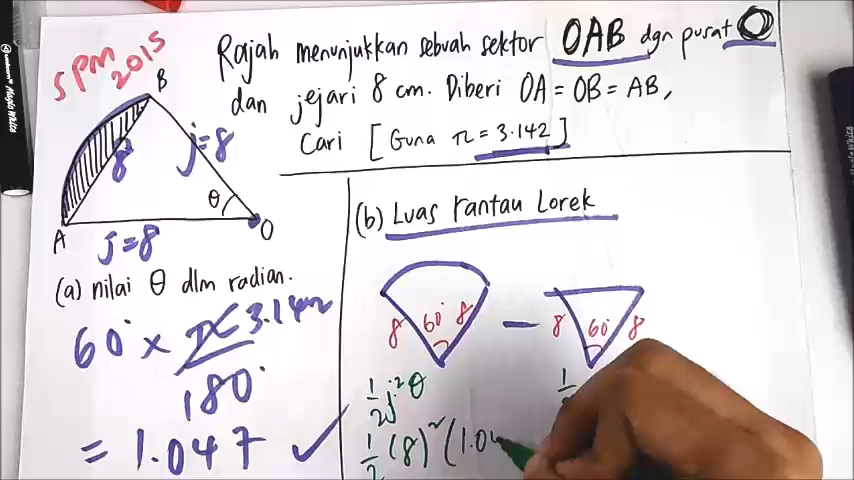 SPM 2015
Rajah menunjukkan sebuah sektor OAB dgn pusat O
dan jejari 8 cm. Diberi OA = OB = AB,
Cari [Guna π = 3.142]
B
8
j=8
θ
A
j=8
O
(a) nilai θ dlm radian.
60° × π 3.142
180°
= 1.047 ✓
(b) Luas rantau Lorek
8 60° 8 − 8 60° 8
1/2 j²θ
1/2 (8)² (1.04